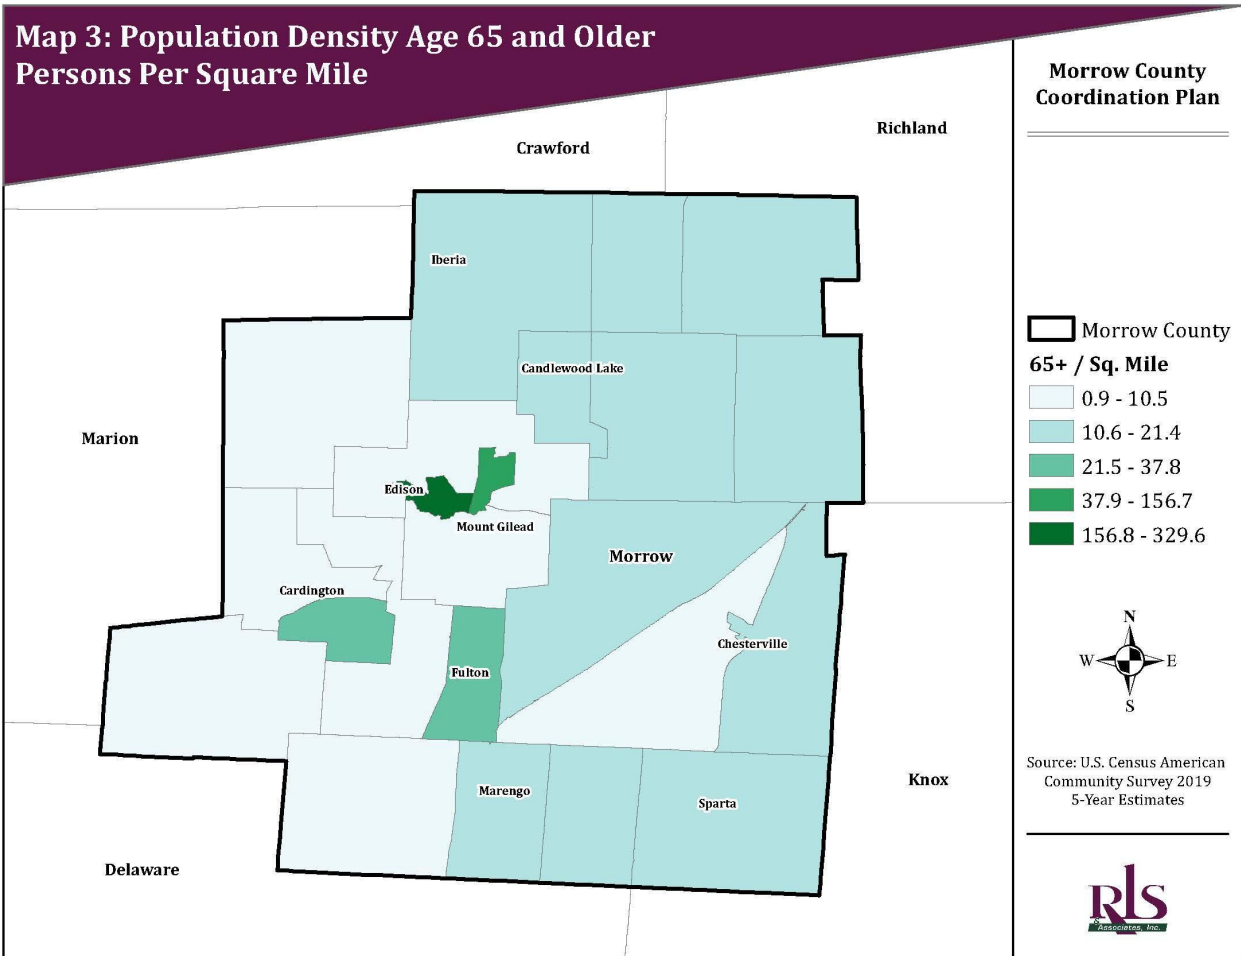 Map 3: Population Density Age 65 and Older
Persons Per Square Mile
Morrow County
Coordination Plan
Richland
Crawford
Iberia
Morrow County
65+ / Sq. Mile
Candlewood Lake
0.9 - 10.5
10.6 - 21.4
Marion
21.5 - 37.8
Edison
37.9 - 156.7
Mount Gilead
156.8 - 329.6
Morrow
Cardington
N
Chesterville
W
E
Fulton
S
Source: U.S. Census American
Community Survey 2019
5-Year Estimates
Knox
Marengo
Sparta
Delaware
RLS
& Associates, Inc.